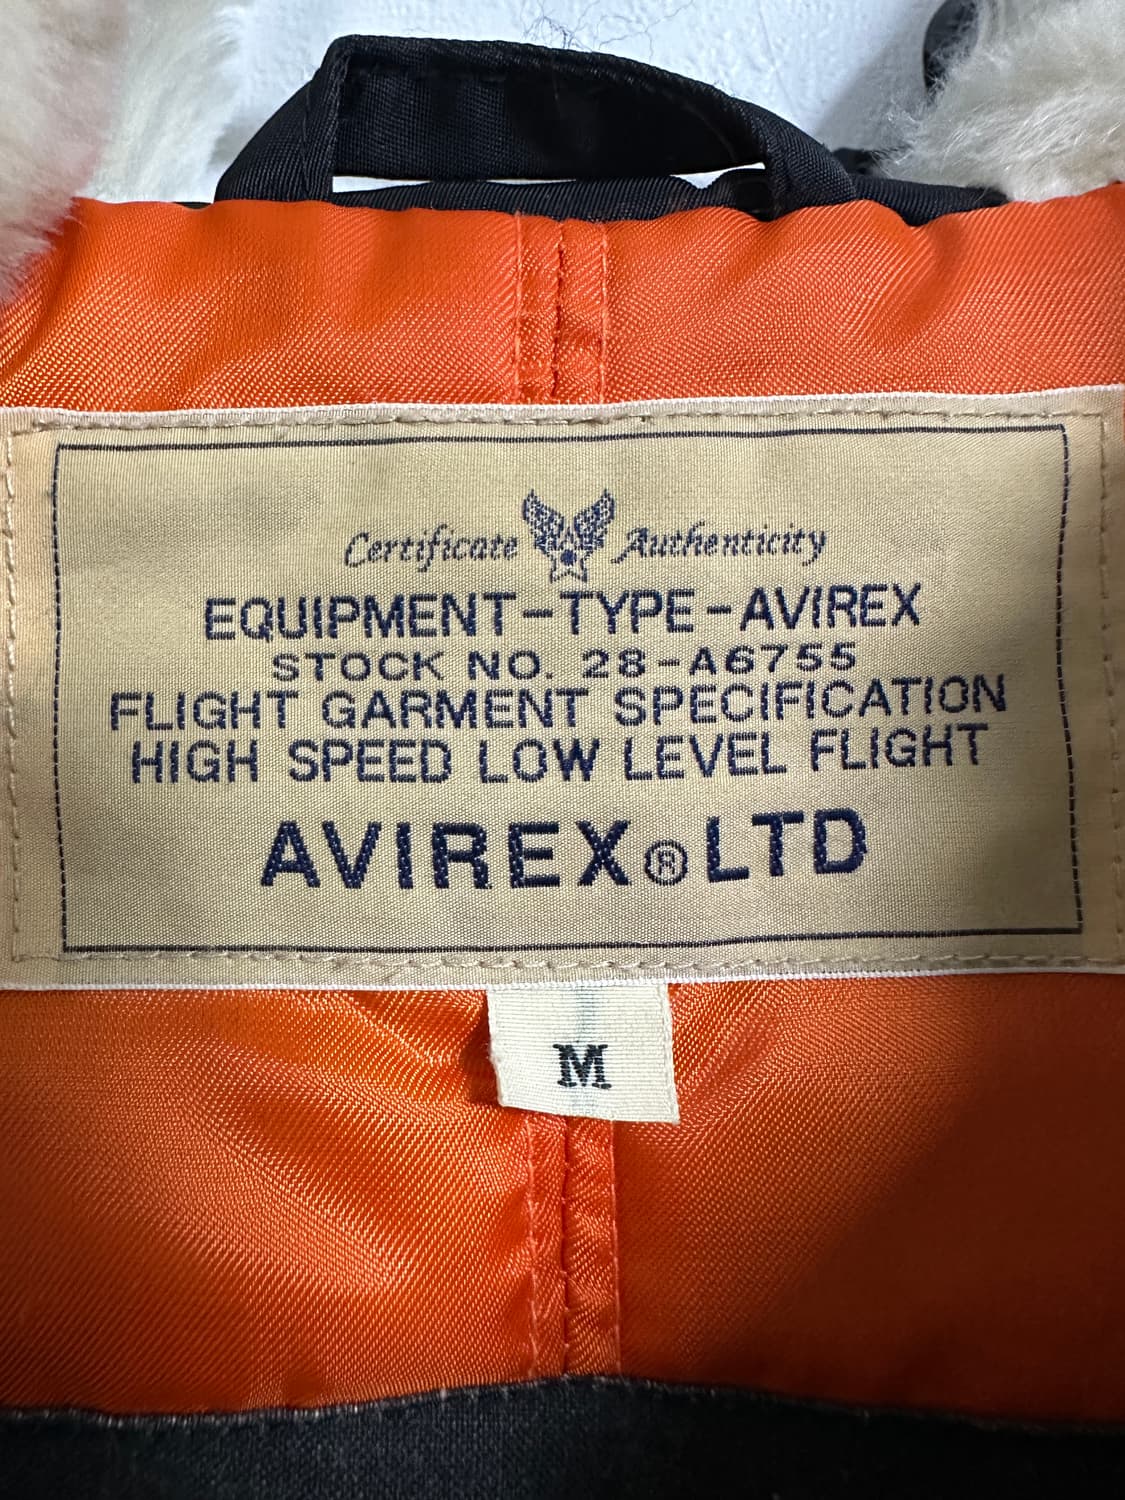 Certificate Authenticity
EQUIPMENT-TYPE-AVIREX
STOCK NO. 28-A6755
FLIGHT GARMENT SPECIFICATION
HIGH SPEED LOW LEVEL FLIGHT
AVIREX® LTD
M